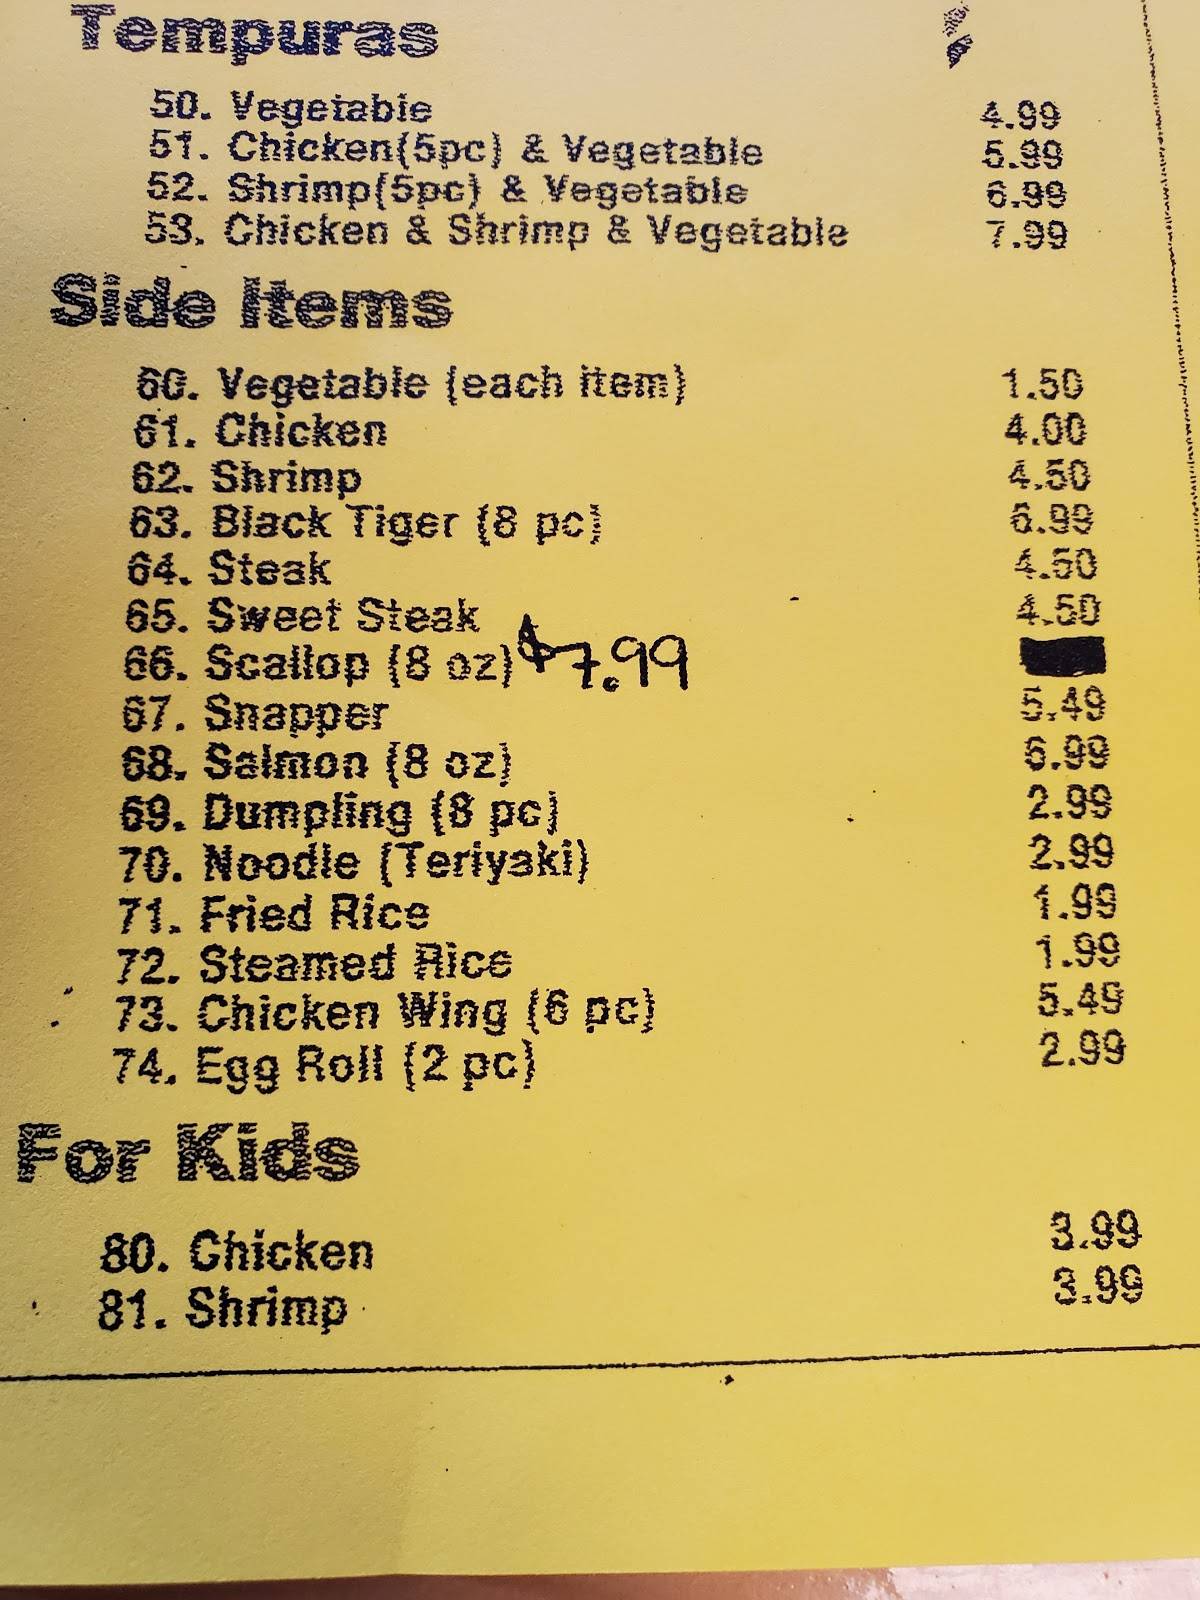 Tempuras
50. Vegetable 4.99
51. Chicken(5pc) & Vegetable 5.99
52. Shrimp(5pc) & Vegetable 6.99
53. Chicken & Shrimp & Vegetable 7.99
Side Items
60. Vegetable (each item) 1.50
61. Chicken 4.00
62. Shrimp 4.50
63. Black Tiger (8 pc) 6.99
64. Steak 4.50
65. Sweet Steak 4.50
66. Scallop (8 oz) $7.99
67. Snapper 5.49
68. Salmon (8 oz) 6.99
69. Dumpling (8 pc) 2.99
70. Noodle (Teriyaki) 2.99
71. Fried Rice 1.99
72. Steamed Rice 1.99
73. Chicken Wing (6 pc) 5.49
74. Egg Roll (2 pc) 2.99
For Kids
80. Chicken 3.99
81. Shrimp 3.99